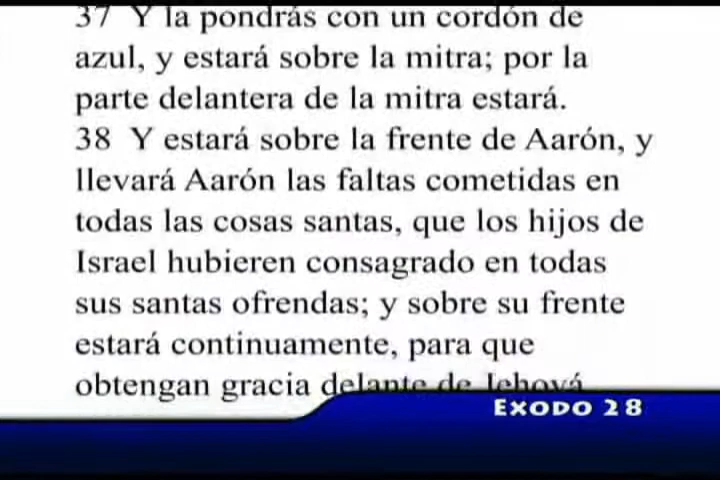 37 Y la pondrás con un cordón de
azul, y estará sobre la mitra; por la
parte delantera de la mitra estará.
38 Y estará sobre la frente de Aarón, y
llevará Aarón las faltas cometidas en
todas las cosas santas, que los hijos de
Israel hubieren consagrado en todas
sus santas ofrendas; y sobre su frente
estará continuamente, para que
obtengan gracia delante de Jehová
EXODO 28